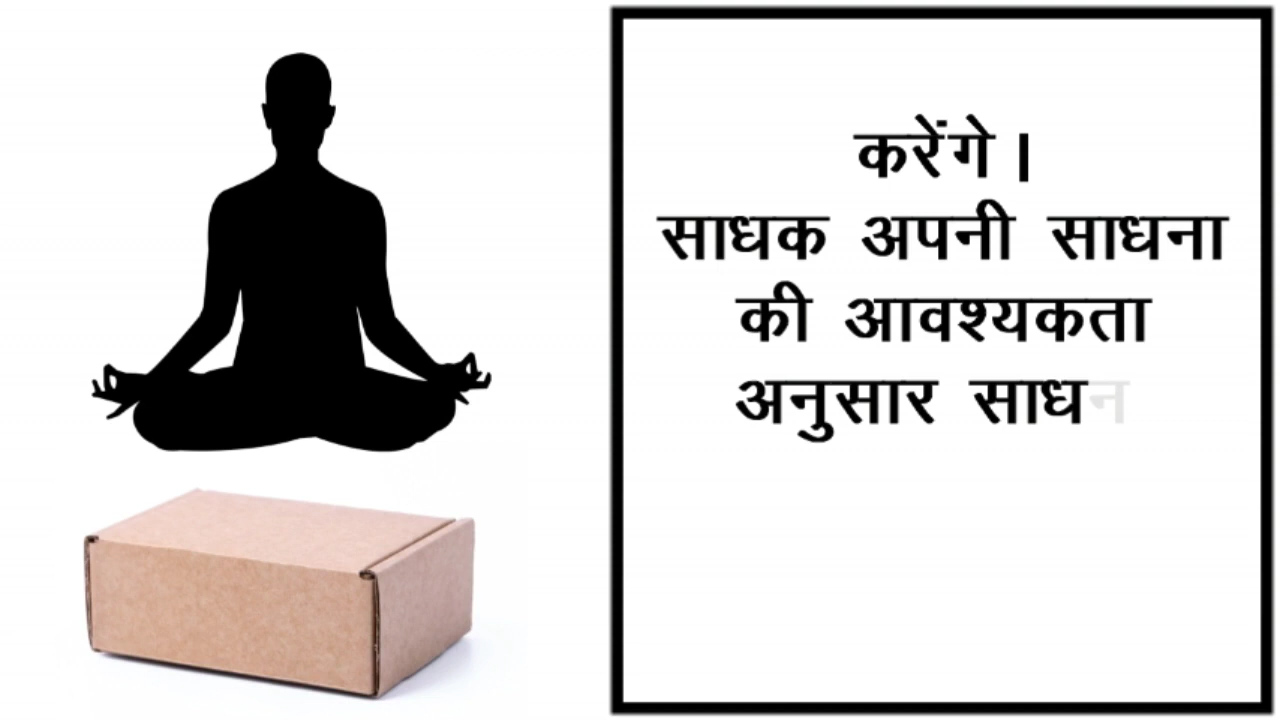 करेंगे।
साधक अपनी साधना
की आवश्यकता
अनुसार साधन